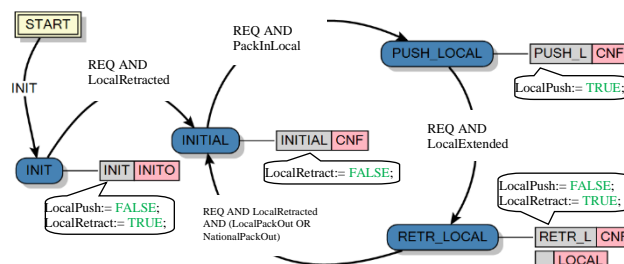 START
INIT
REQ AND
LocalRetracted
REQ AND
PackInLocal
PUSH_LOCAL
PUSH_L CNF
LocalPush:= TRUE;
INITIAL
INITIAL CNF
LocalRetract:= FALSE;
REQ AND
LocalExtended
INIT
INIT INITO
LocalPush:= FALSE;
LocalRetract:= TRUE;
REQ AND LocalRetracted
AND (LocalPackOut OR
NationalPackOut)
LocalPush:= FALSE;
LocalRetract:= TRUE;
RETR_LOCAL
RETR_L CNF
LOCAL